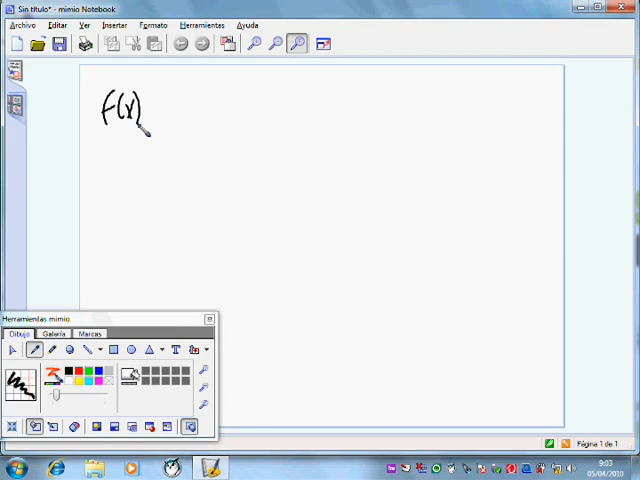 Sin título* - mimio Notebook
Archivo Editar Ver Insertar Formato Herramientas Ayuda
f(x)
Herramientas mimio
Dibujo Galería Marcas
Página 1 de 1
9:03
05/04/2010